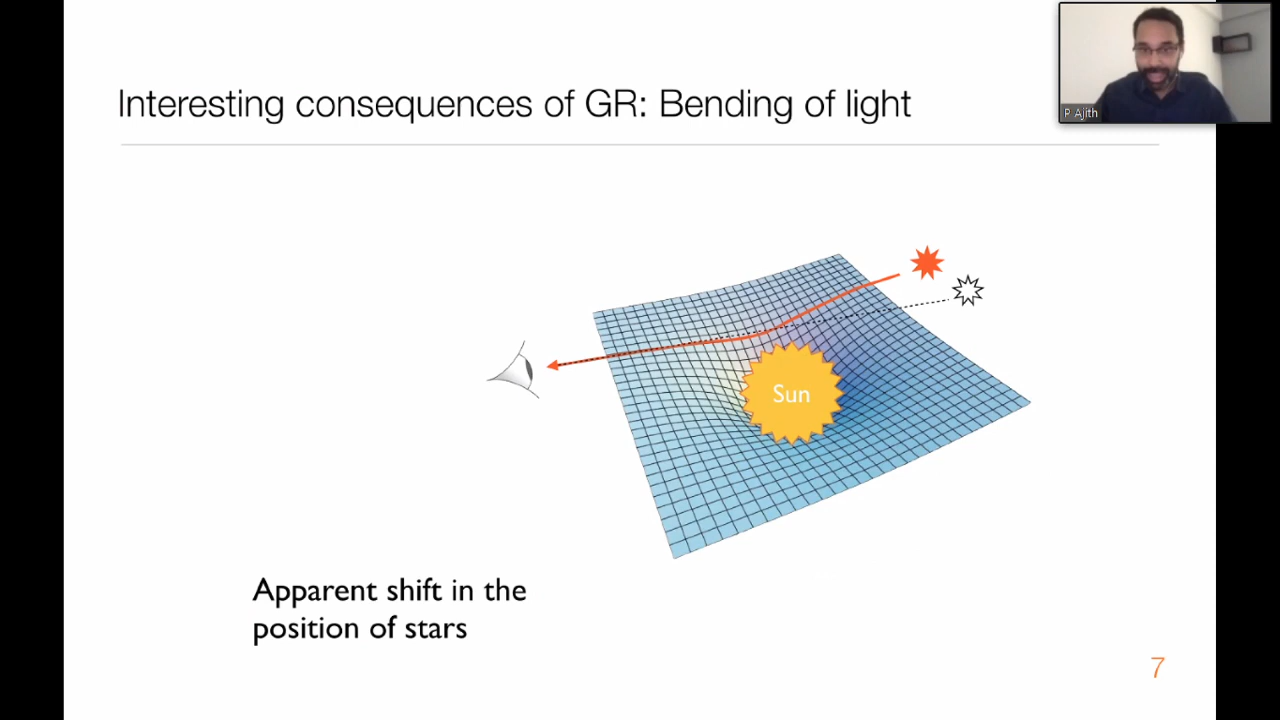 Interesting consequences of GR: Bending of light
P Ajith
Sun
Apparent shift in the
position of stars
7